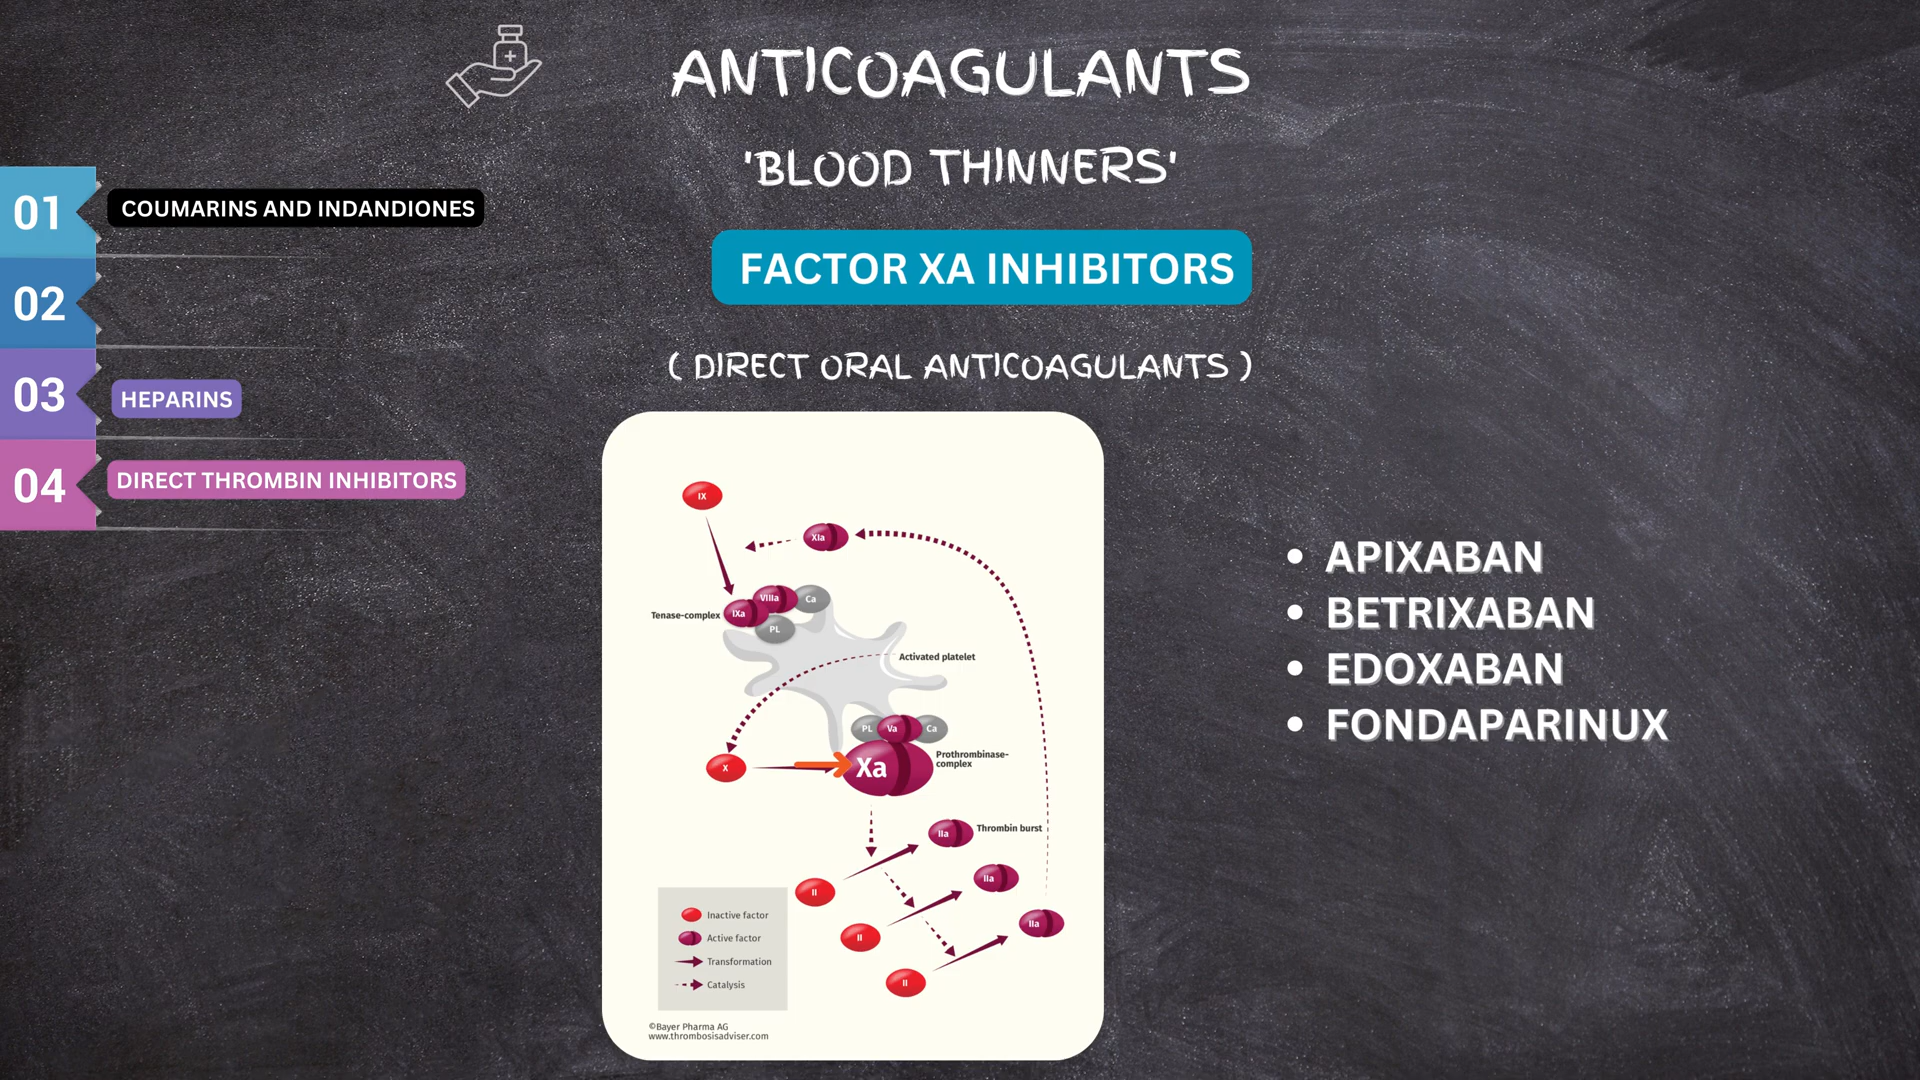 ANTICOAGULANTS
'BLOOD THINNERS'
FACTOR XA INHIBITORS
( DIRECT ORAL ANTICOAGULANTS )
01
COUMARINS AND INDANDIONES
02
03
HEPARINS
04
DIRECT THROMBIN INHIBITORS
IX
XIa
VIIIa
Ca
Tenase-complex
IXa
PL
Activated platelet
PL
Va
Ca
Prothrombinase-
complex
X
Xa
IIa
Thrombin burst
IIa
II
IIa
II
II
Inactive factor
Active factor
Transformation
Catalysis
©Bayer Pharma AG
www.thrombosisadviser.com
• APIXABAN
• BETRIXABAN
• EDOXABAN
• FONDAPARINUX